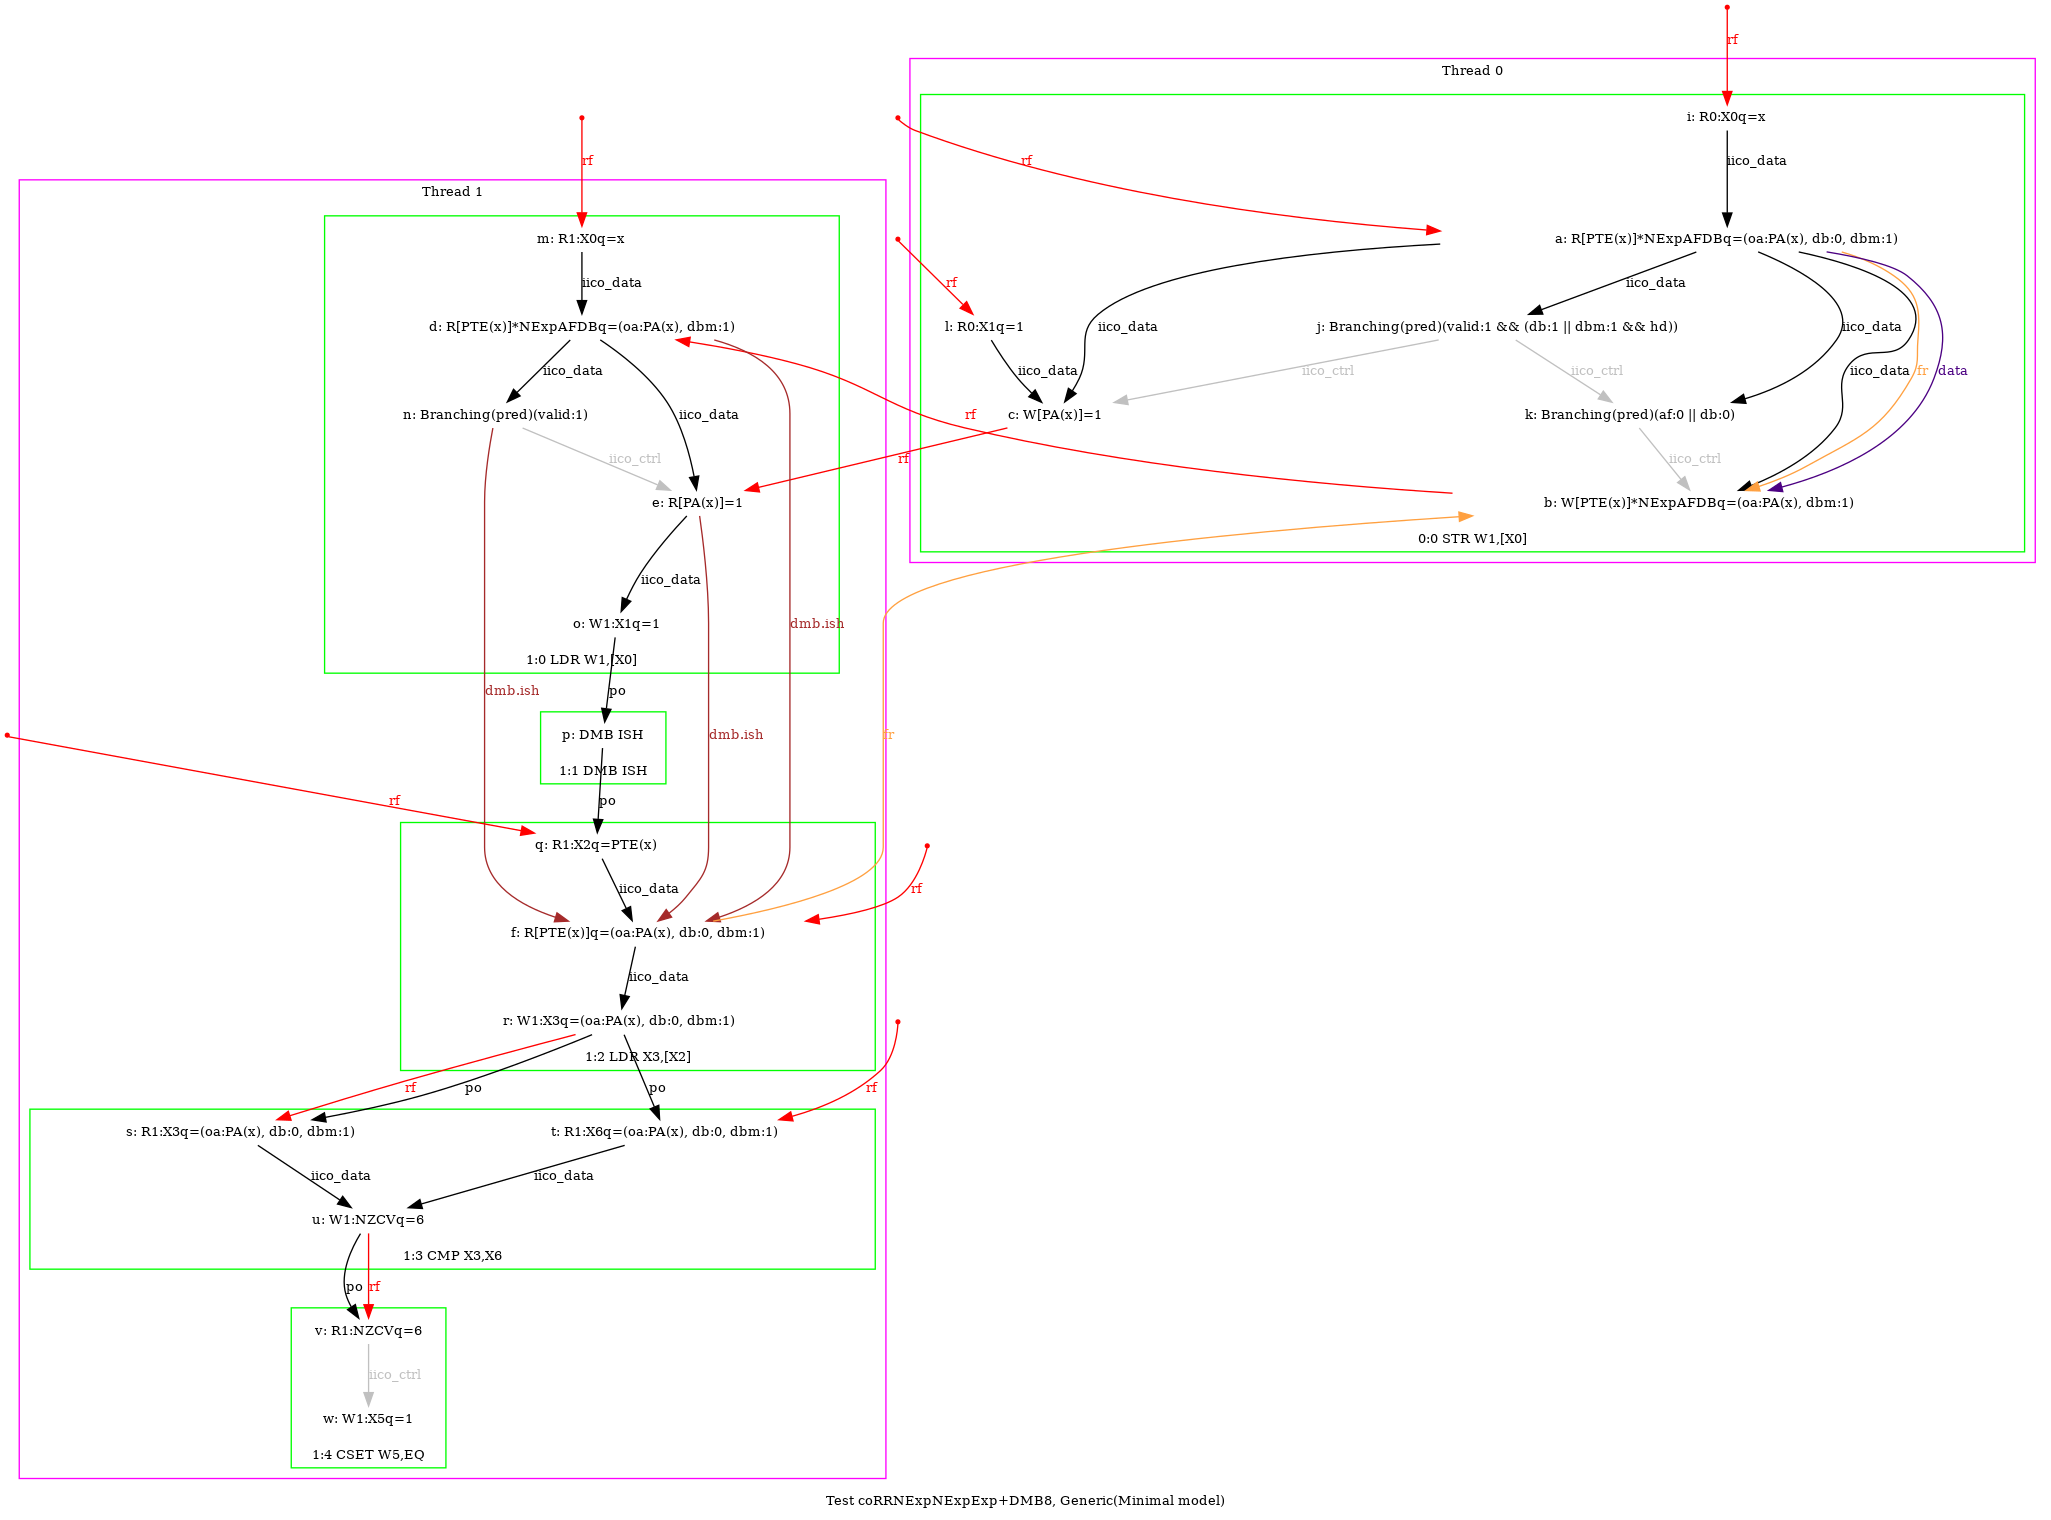 rf
Thread 0
i: R0:X0q=x
rf
rf
iico_data
Thread 1
m: R1:X0q=x
a: R[PTE(x)]*NExpAFDBq=(oa:PA(x), db:0, dbm:1)
iico_data
rf
iico_data
d: R[PTE(x)]*NExpAFDBq=(oa:PA(x), dbm:1)
l: R0:X1q=1
iico_data
j: Branching(pred)(valid:1 && (db:1 || dbm:1 && hd))
iico_data
iico_data
iico_data
iico_ctrl
iico_ctrl
iico_data
fr
data
n: Branching(pred)(valid:1)
iico_data
rf
c: W[PA(x)]=1
k: Branching(pred)(af:0 || db:0)
iico_ctrl
rf
iico_ctrl
e: R[PA(x)]=1
b: W[PTE(x)]*NExpAFDBq=(oa:PA(x), dbm:1)
0:0 STR W1,[X0]
iico_data
o: W1:X1q=1
dmb.ish
1:0 LDR W1,[X0]
dmb.ish
po
p: DMB ISH
dmb.ish
fr
1:1 DMB ISH
rf
po
q: R1:X2q=PTE(x)
iico_data
rf
f: R[PTE(x)]q=(oa:PA(x), db:0, dbm:1)
iico_data
r: W1:X3q=(oa:PA(x), db:0, dbm:1)
1:2 LDR X3,[X2]
rf
po
po
rf
s: R1:X3q=(oa:PA(x), db:0, dbm:1)
t: R1:X6q=(oa:PA(x), db:0, dbm:1)
iico_data
iico_data
u: W1:NZCVq=6
1:3 CMP X3,X6
po
rf
v: R1:NZCVq=6
iico_ctrl
w: W1:X5q=1
1:4 CSET W5,EQ
Test coRRNExpNExpExp+DMB8, Generic(Minimal model)